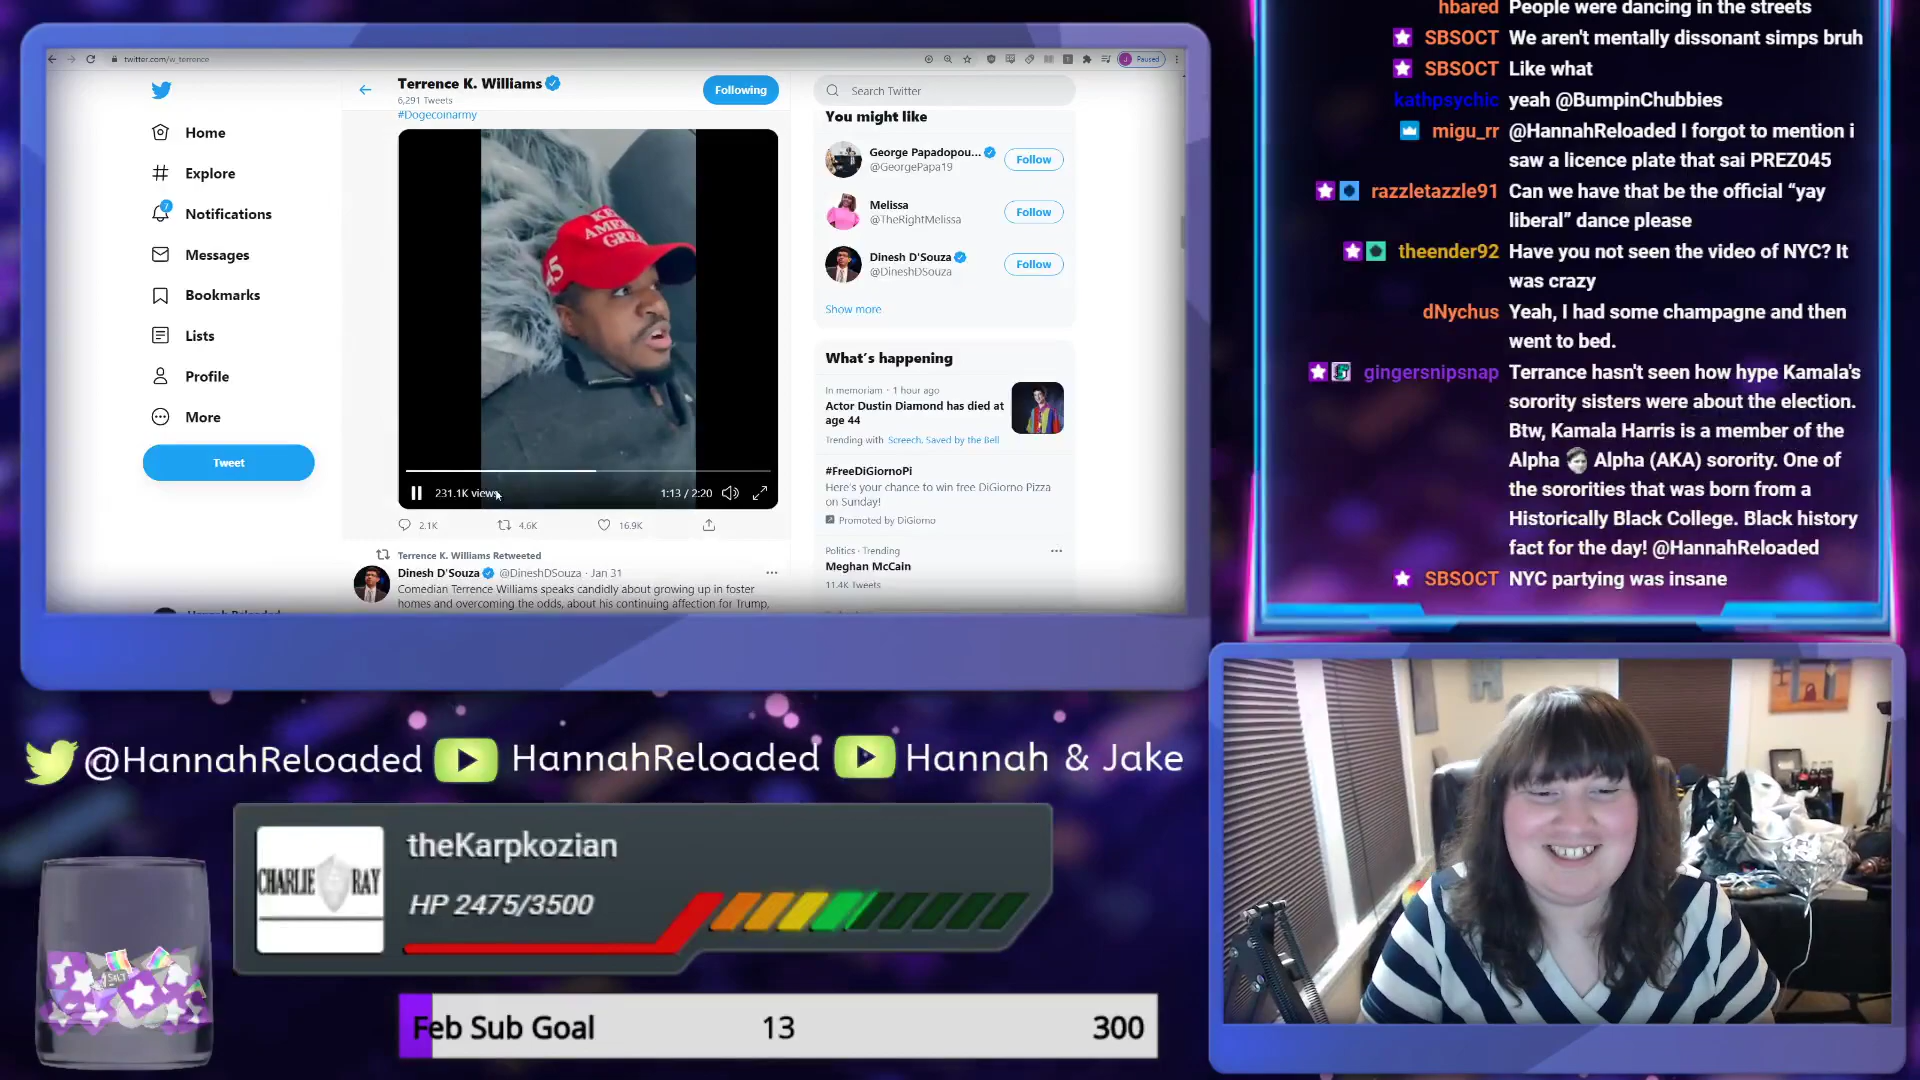 twitter.com/w_terrence
Paused
Home
Explore
7
Notifications
Messages
Bookmarks
Lists
Profile
More
Tweet
Terrence K. Williams
6,291 Tweets
Following
#Dogecoinarmy
KEEP
AMERICA
GREAT
45
231.1K views
1:13 / 2:20
2.1K
4.6K
16.9K
Terrence K. Williams Retweeted
Dinesh D'Souza @DineshDSouza · Jan 31
Comedian Terrence Williams speaks candidly about growing up in foster
homes and overcoming the odds, about his continuing affection for Trump,
Search Twitter
You might like
George Papadopou...
@GeorgePapa19
Follow
Melissa
@TheRightMelissa
Follow
Dinesh D'Souza
@DineshDSouza
Follow
Show more
What's happening
In memoriam · 1 hour ago
Actor Dustin Diamond has died at
age 44
Trending with Screech, Saved by the Bell
#FreeDiGiornoPi
Here's your chance to win free DiGiorno Pizza
on Sunday!
Promoted by DiGiorno
Politics · Trending
Meghan McCain
11.4K Tweets
hbared People were dancing in the streets
SBSOCT We aren't mentally dissonant simps bruh
SBSOCT Like what
kathpsychic yeah @BumpinChubbies
migu_rr @HannahReloaded I forgot to mention i
saw a licence plate that sai PREZ045
razzletazzle91 Can we have that be the official “yay
liberal” dance please
theender92 Have you not seen the video of NYC? It
was crazy
dNychus Yeah, I had some champagne and then
went to bed.
gingersnipsnap Terrance hasn't seen how hype Kamala's
sorority sisters were about the election.
Btw, Kamala Harris is a member of the
Alpha Alpha (AKA) sorority. One of
the sororities that was born from a
Historically Black College. Black history
fact for the day! @HannahReloaded
SBSOCT NYC partying was insane
@HannahReloaded HannahReloaded Hannah & Jake
CHARLIE RAY
theKarpkozian
HP 2475/3500
SALT
Feb Sub Goal 13 300